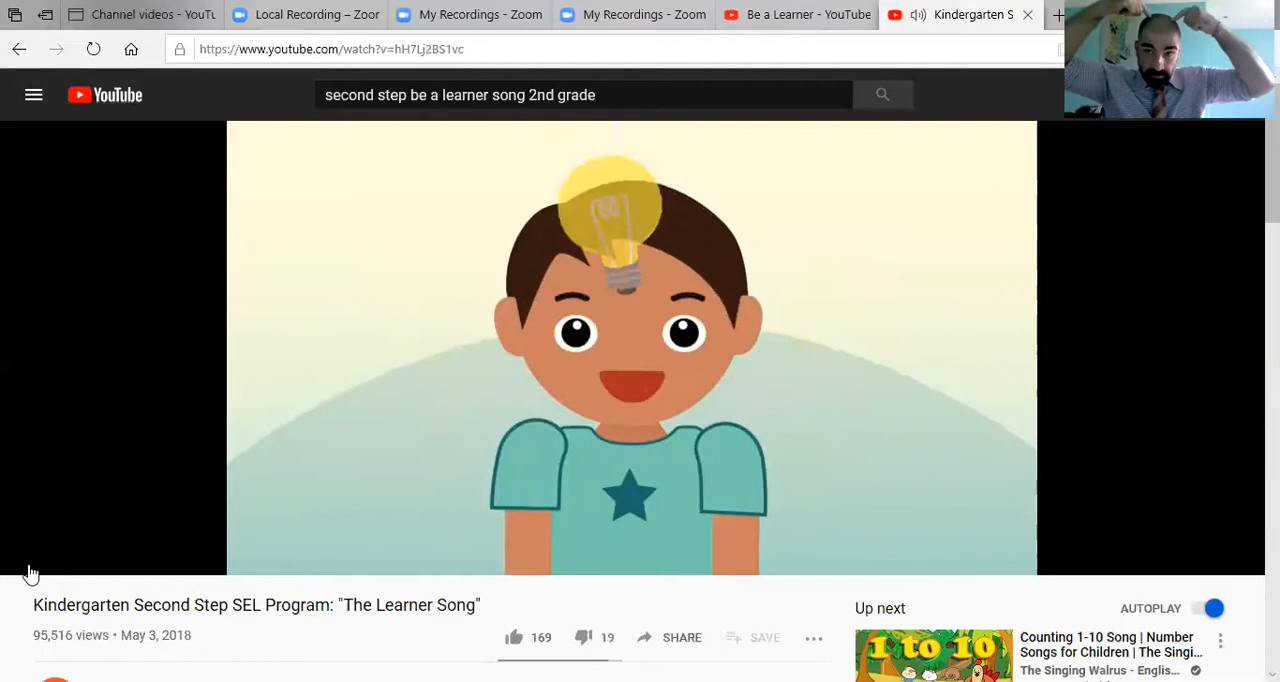 Channel videos - YouTu
Local Recording – Zoor
My Recordings - Zoom
My Recordings - Zoom
Be a Learner - YouTube
Kindergarten S
https://www.youtube.com/watch?v=hH7Lj2BS1vc
YouTube
second step be a learner song 2nd grade
Kindergarten Second Step SEL Program: "The Learner Song"
95,516 views • May 3, 2018
169
19
SHARE
SAVE
Up next
AUTOPLAY
1 to 10
Counting 1-10 Song | Number
Songs for Children | The Singi...
The Singing Walrus - Englis...